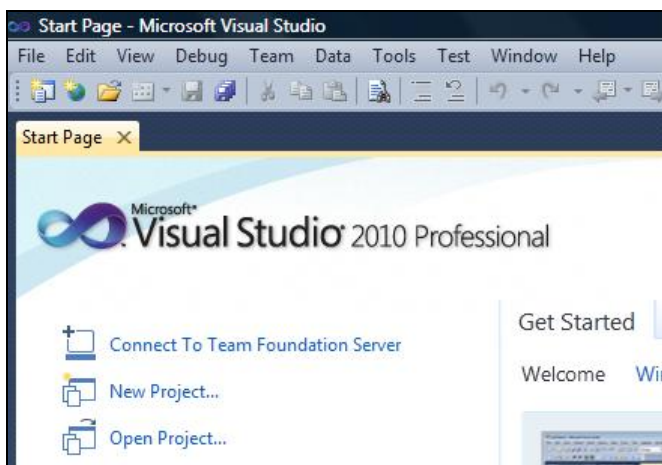 Start Page - Microsoft Visual Studio
File Edit View Debug Team Data Tools Test Window Help
Start Page
Microsoft
Visual Studio 2010 Professional
Get Started
Connect To Team Foundation Server
Welcome
New Project...
Open Project...